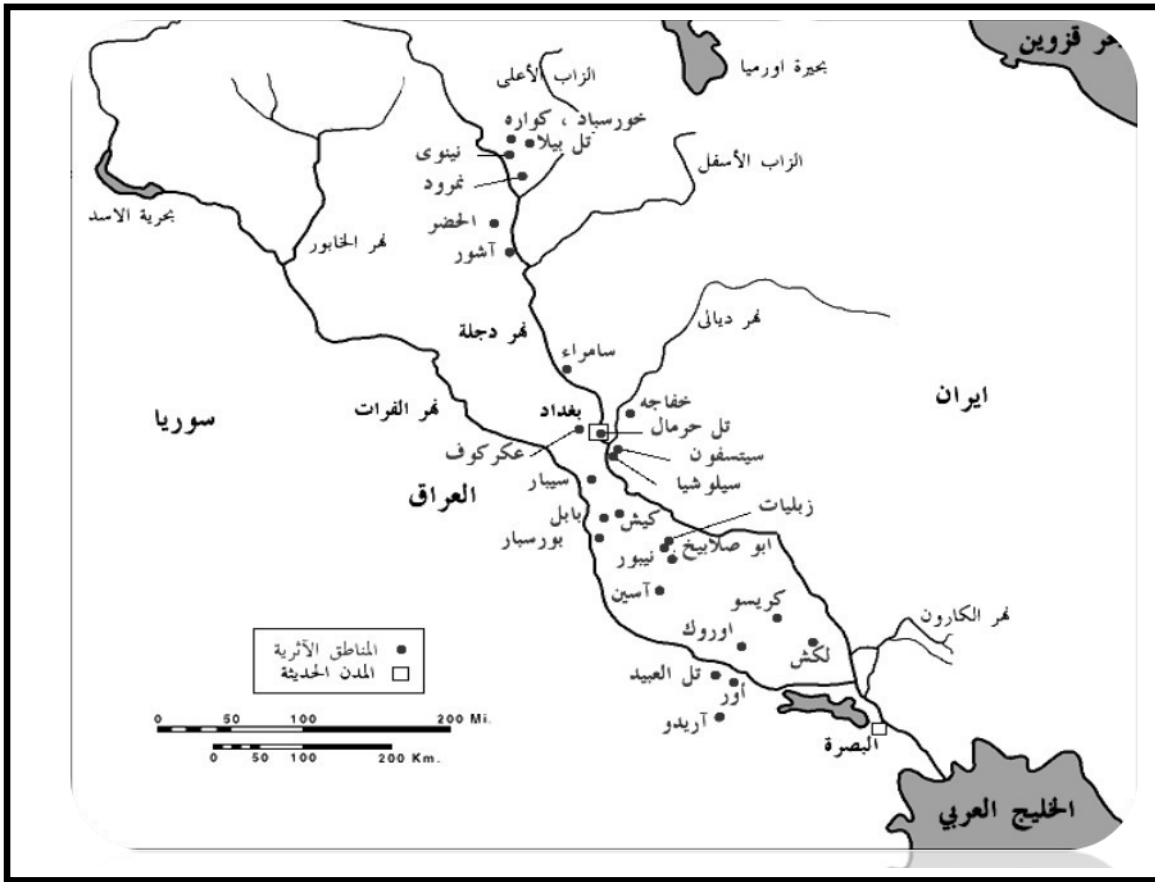 بحر قزوين
بحيرة اورميا
الزاب الأعلى
خورسباد ، كواره
تل بيلا
نينوى
نمرود
الزاب الأسفل
بحرية الاسد
نهر الخابور
الحضر
آشور
نهر ديالى
نهر دجلة
سامراء
ايران
سوريا
نهر الفرات
بغداد
خفاجه
تل حرمال
عكركوف
سيتسفون
سيلوشيا
العراق
سيبار
زبليات
بابل
كيش
بورسبار
نيبور
ابو صلابيخ
آسين
كريسو
نهر الكارون
اوروك
لكش
المناطق الآثرية
المدن الحديثة
تل العبيد
أور
آريدو
البصرة
0 50 100 200 Mi.
0 50 100 200 Km.
الخليج العربي